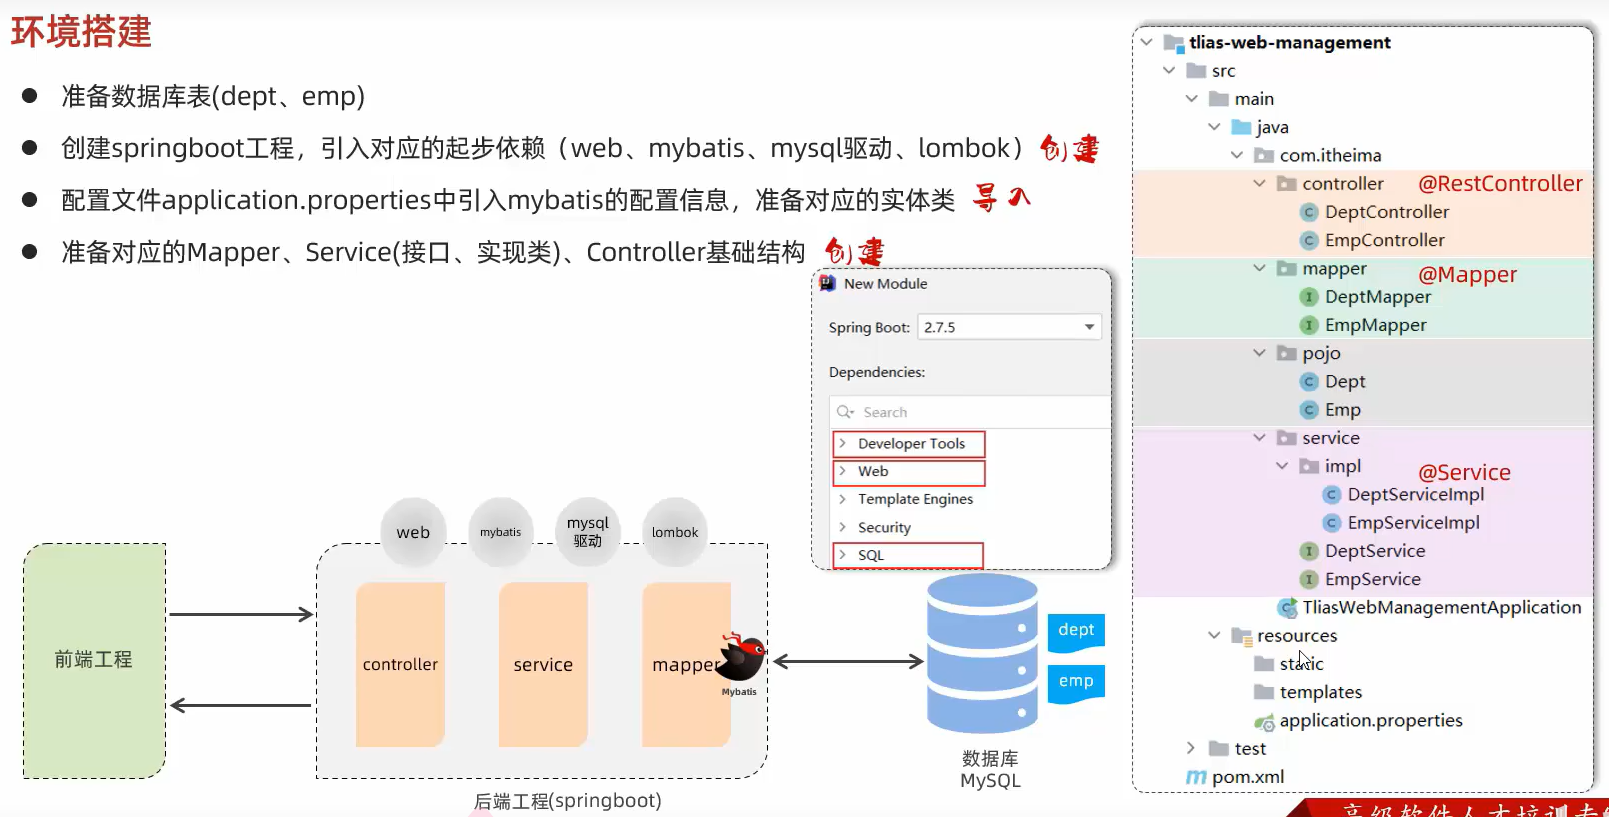 环境搭建
准备数据库表(dept、emp)
创建springboot工程，引入对应的起步依赖（web、mybatis、mysql驱动、lombok）创建
配置文件application.properties中引入mybatis的配置信息，准备对应的实体类 导入
准备对应的Mapper、Service(接口、实现类)、Controller基础结构 创建
New Module
Spring Boot: 2.7.5
Dependencies:
Search
Developer Tools
Web
Template Engines
Security
SQL
web
mybatis
mysql
驱动
lombok
前端工程
controller
service
mapper
Mybatis
后端工程(springboot)
dept
emp
数据库
MySQL
tlias-web-management
src
main
java
com.itheima
controller @RestController
DeptController
EmpController
mapper @Mapper
DeptMapper
EmpMapper
pojo
Dept
Emp
service
impl @Service
DeptServiceImpl
EmpServiceImpl
DeptService
EmpService
TliasWebManagementApplication
resources
static
templates
application.properties
test
pom.xml
高级软件人才培训专